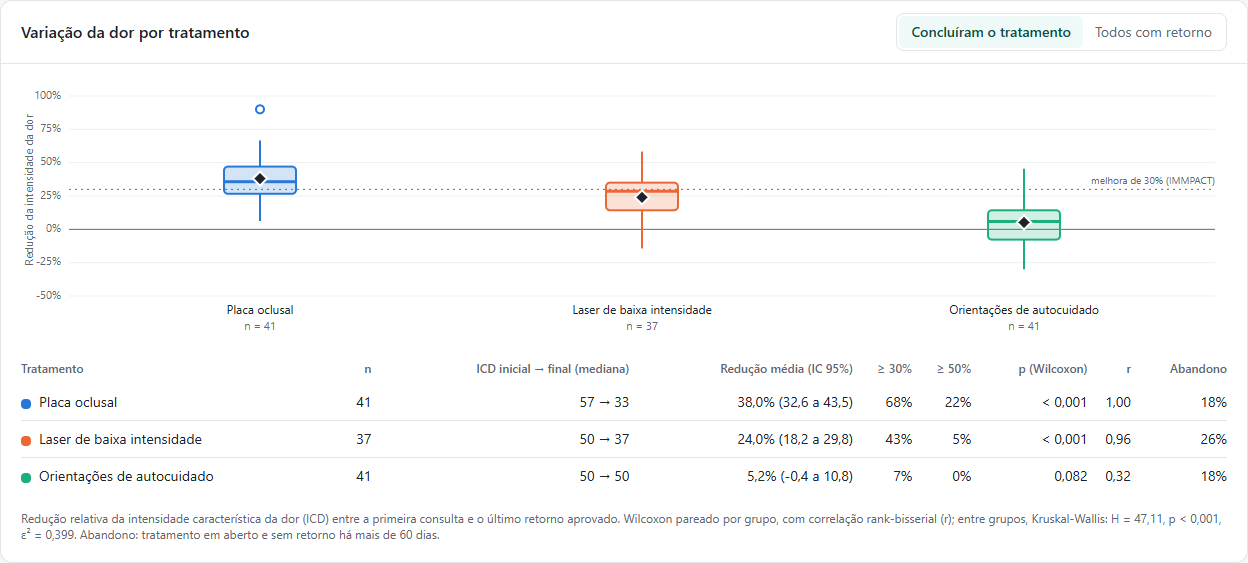 Variação da dor por tratamento
Concluíram o tratamento
Todos com retorno
Redução da intensidade da dor
100%
75%
50%
25%
0%
-25%
-50%
melhora de 30% (IMMPACT)
Placa oclusal
n = 41
Laser de baixa intensidade
n = 37
Orientações de autocuidado
n = 41
Tratamento n ICD inicial → final (mediana) Redução média (IC 95%) ≥ 30% ≥ 50% p (Wilcoxon) r Abandono
Placa oclusal 41 57 → 33 38,0% (32,6 a 43,5) 68% 22% < 0,001 1,00 18%
Laser de baixa intensidade 37 50 → 37 24,0% (18,2 a 29,8) 43% 5% < 0,001 0,96 26%
Orientações de autocuidado 41 50 → 50 5,2% (-0,4 a 10,8) 7% 0% 0,082 0,32 18%
Redução relativa da intensidade característica da dor (ICD) entre a primeira consulta e o último retorno aprovado. Wilcoxon pareado por grupo, com correlação rank-bisserial (r); entre grupos, Kruskal-Wallis: H = 47,11, p < 0,001,
ε² = 0,399. Abandono: tratamento em aberto e sem retorno há mais de 60 dias.